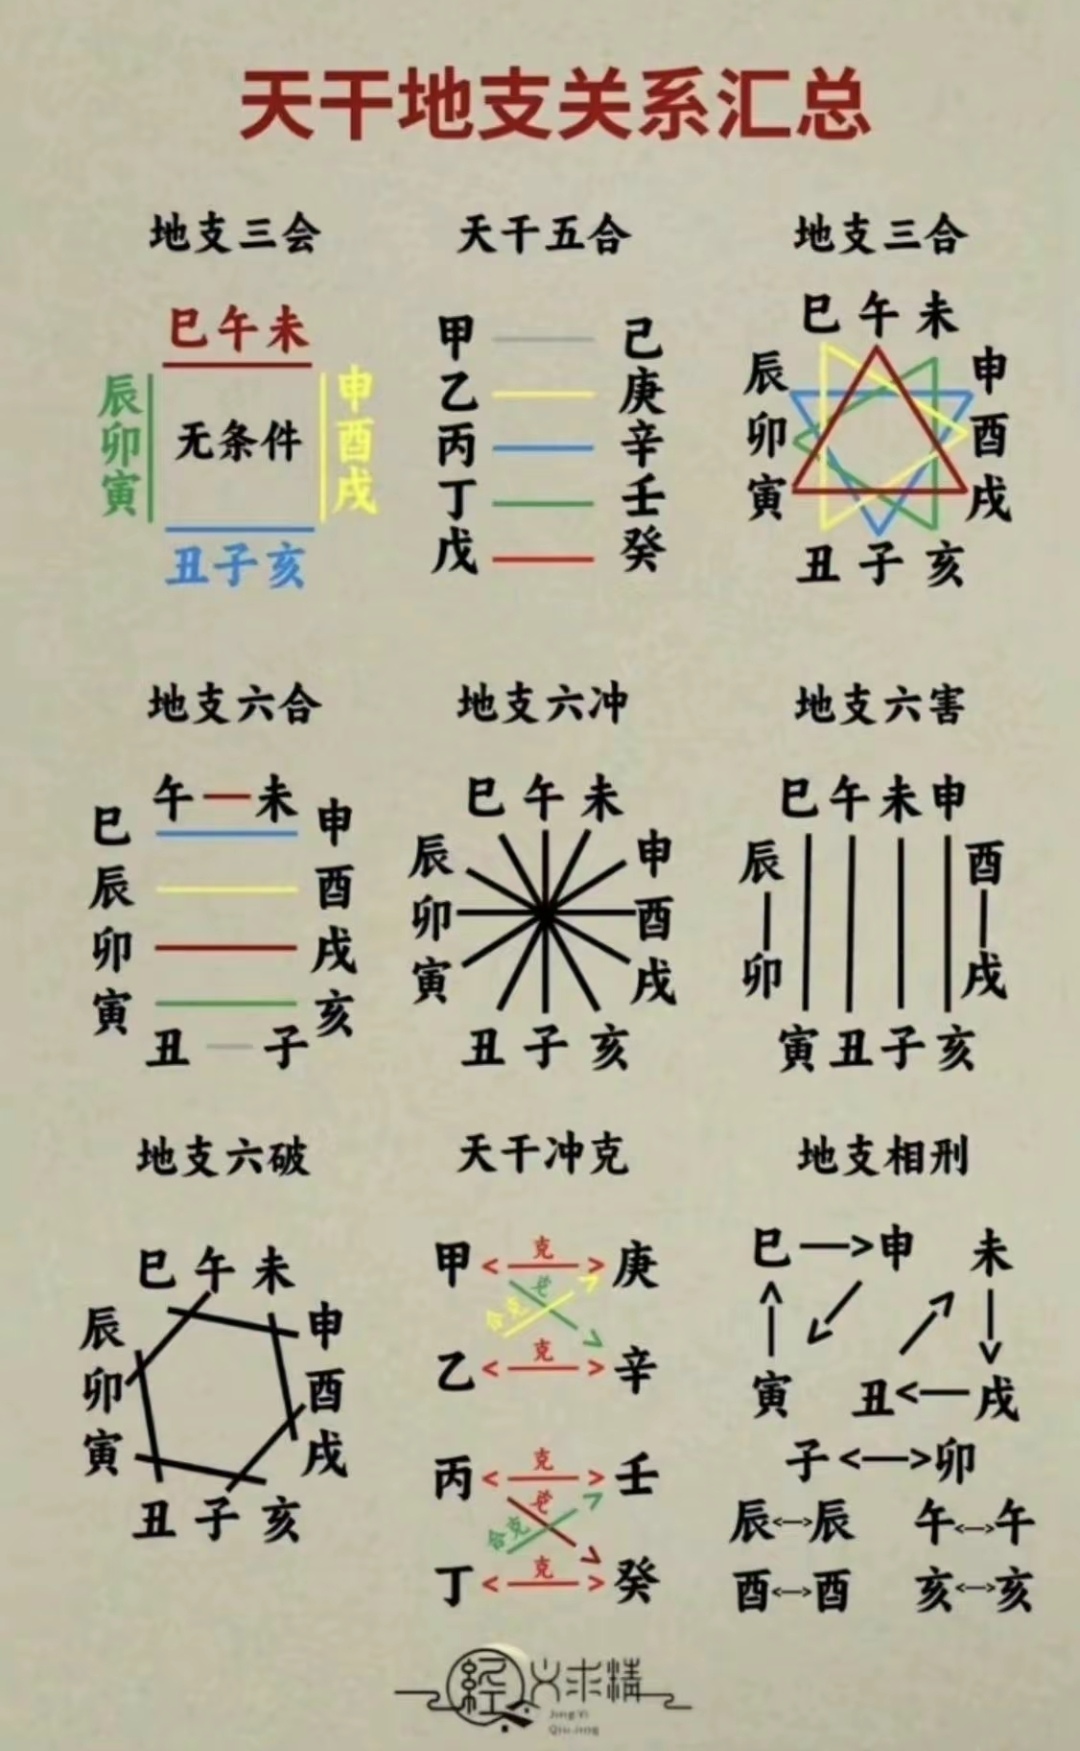 天干地支关系汇总
地支三会
巳午未
辰卯寅
无条件
申酉戌
丑子亥
天干五合
甲 己
乙 庚
丙 辛
丁 壬
戊 癸
地支三合
巳午未
辰 申
卯 酉
寅 戌
丑子亥
地支六合
午 未
巳 申
辰 酉
卯 戌
寅 亥
丑 子
地支六冲
巳午未
辰 申
卯 酉
寅 戌
丑子亥
地支六害
巳午未申
辰 酉
卯 戌
寅丑子亥
地支六破
巳午未
辰 申
卯 酉
寅 戌
丑子亥
天干冲克
甲 克 庚
克
合克
乙 克 辛
丙 克 壬
克
合克
丁 克 癸
地支相刑
巳 申 未
寅 丑 戌
子 卯
辰 辰 午 午
酉 酉 亥 亥
Jing Yi
Qiu Jing